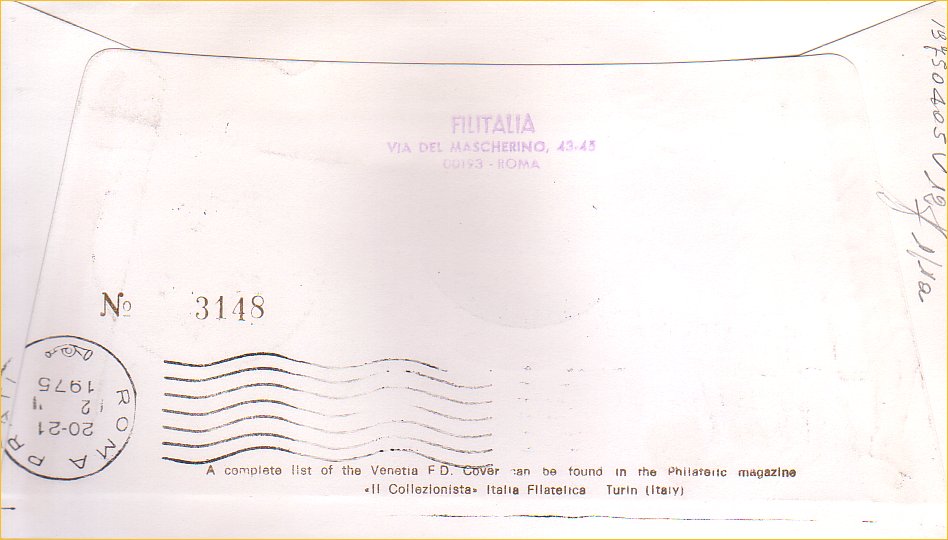 FILITALIA
VIA DEL MASCHERINO, 43-45
00193 - ROMA
No 3148
ROMA PRATI
20-21
1975
A complete list of the Venetia F D. Cover can be found in the Philatelic magazine
«Il Collezionista» Italia Filatelica Turin (Italy)